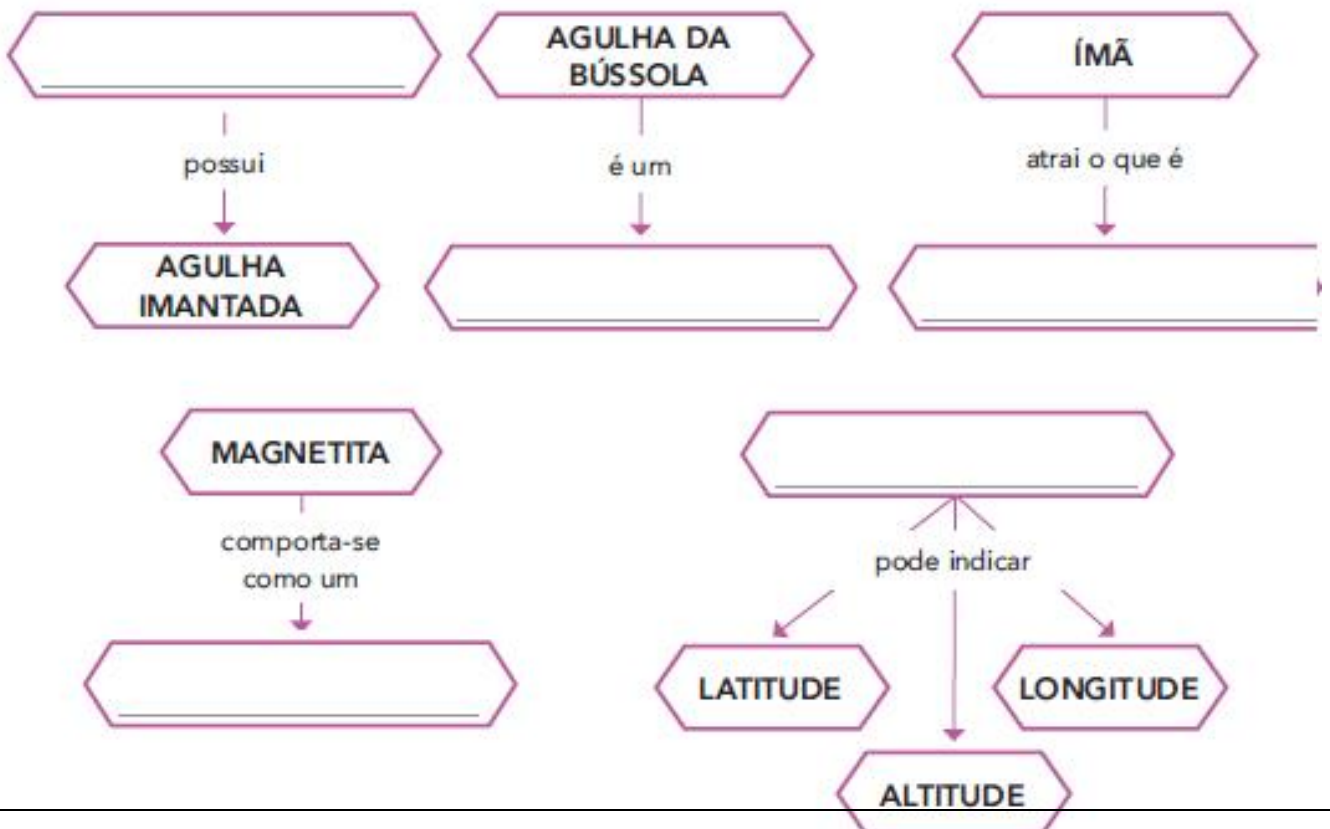 AGULHA DA
BÚSSOLA
ÍMÃ
possui
é um
atrai o que é
AGULHA
IMANTADA
MAGNETITA
comporta-se
como um
pode indicar
LATITUDE
LONGITUDE
ALTITUDE